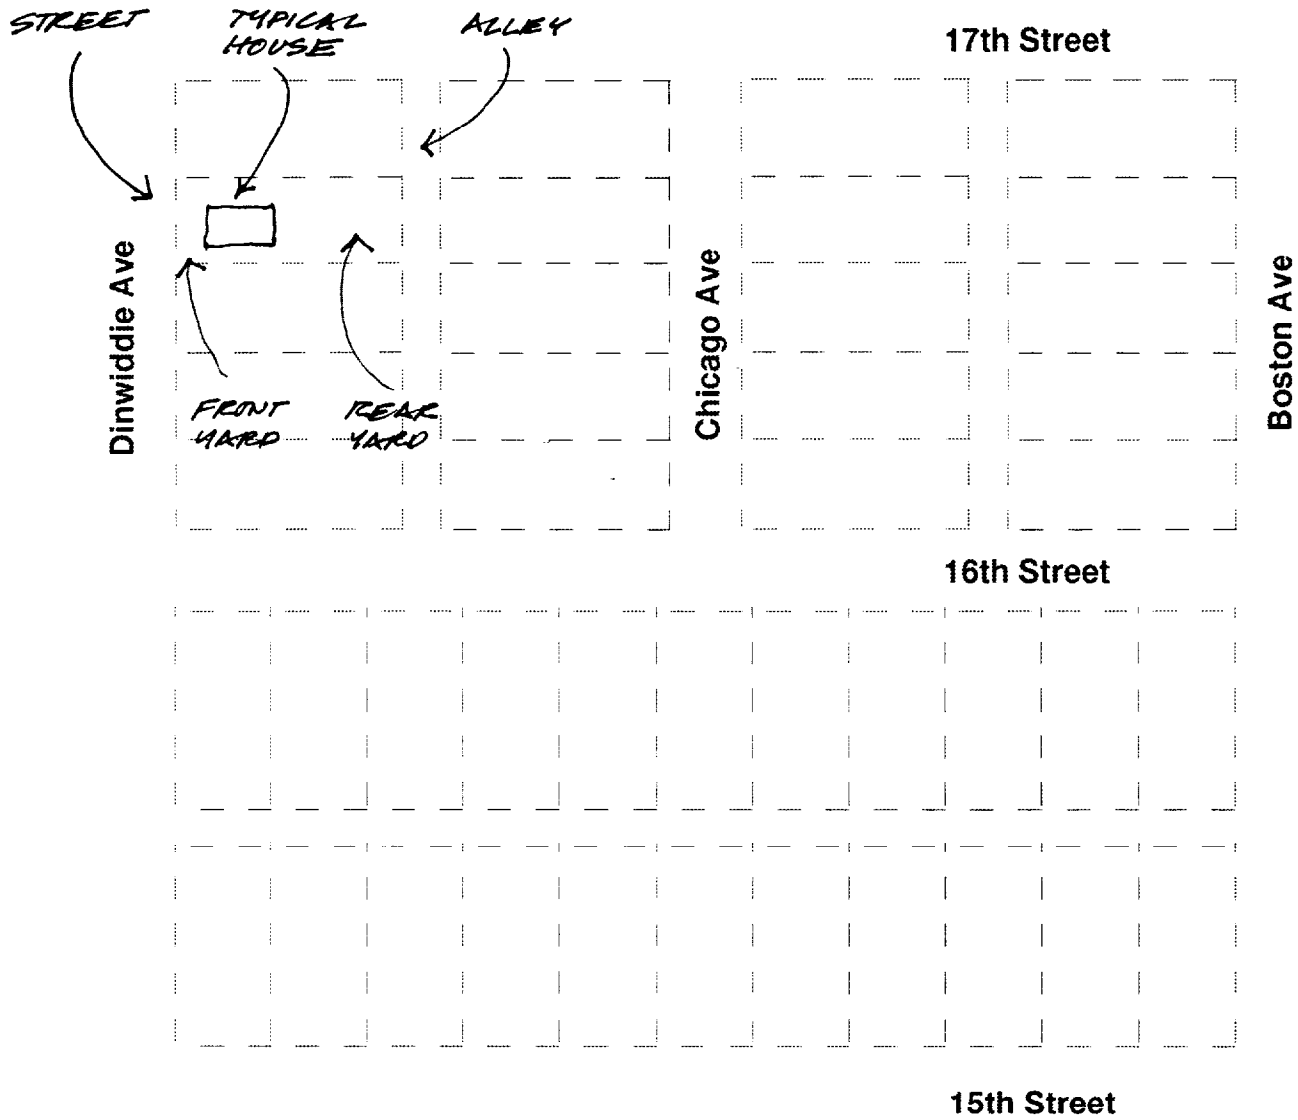 STREET
TYPICAL
HOUSE
ALLEY
17th Street
Dinwiddie Ave
Chicago Ave
Boston Ave
FRONT
YARD
REAR
YARD
16th Street
15th Street